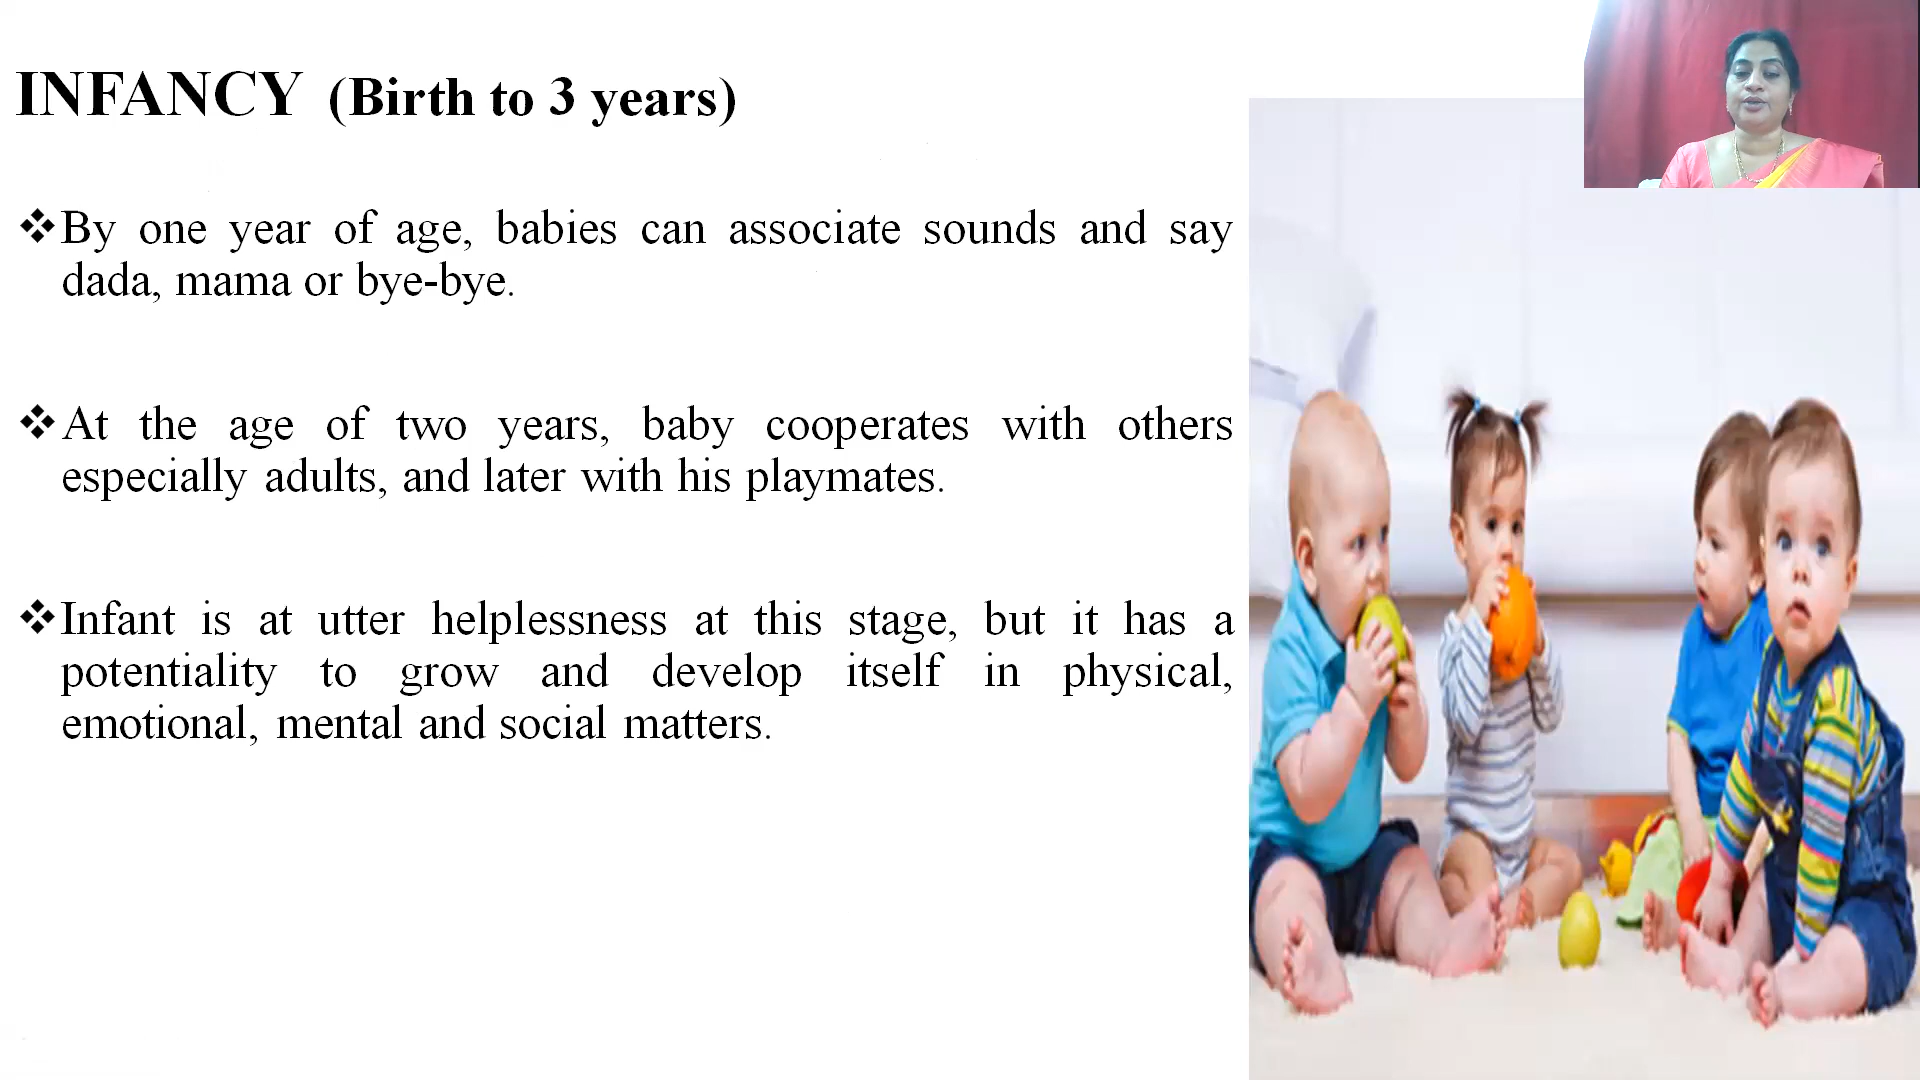 INFANCY (Birth to 3 years)
❖By one year of age, babies can associate sounds and say
dada, mama or bye-bye.
❖At the age of two years, baby cooperates with others
especially adults, and later with his playmates.
❖Infant is at utter helplessness at this stage, but it has a
potentiality to grow and develop itself in physical,
emotional, mental and social matters.